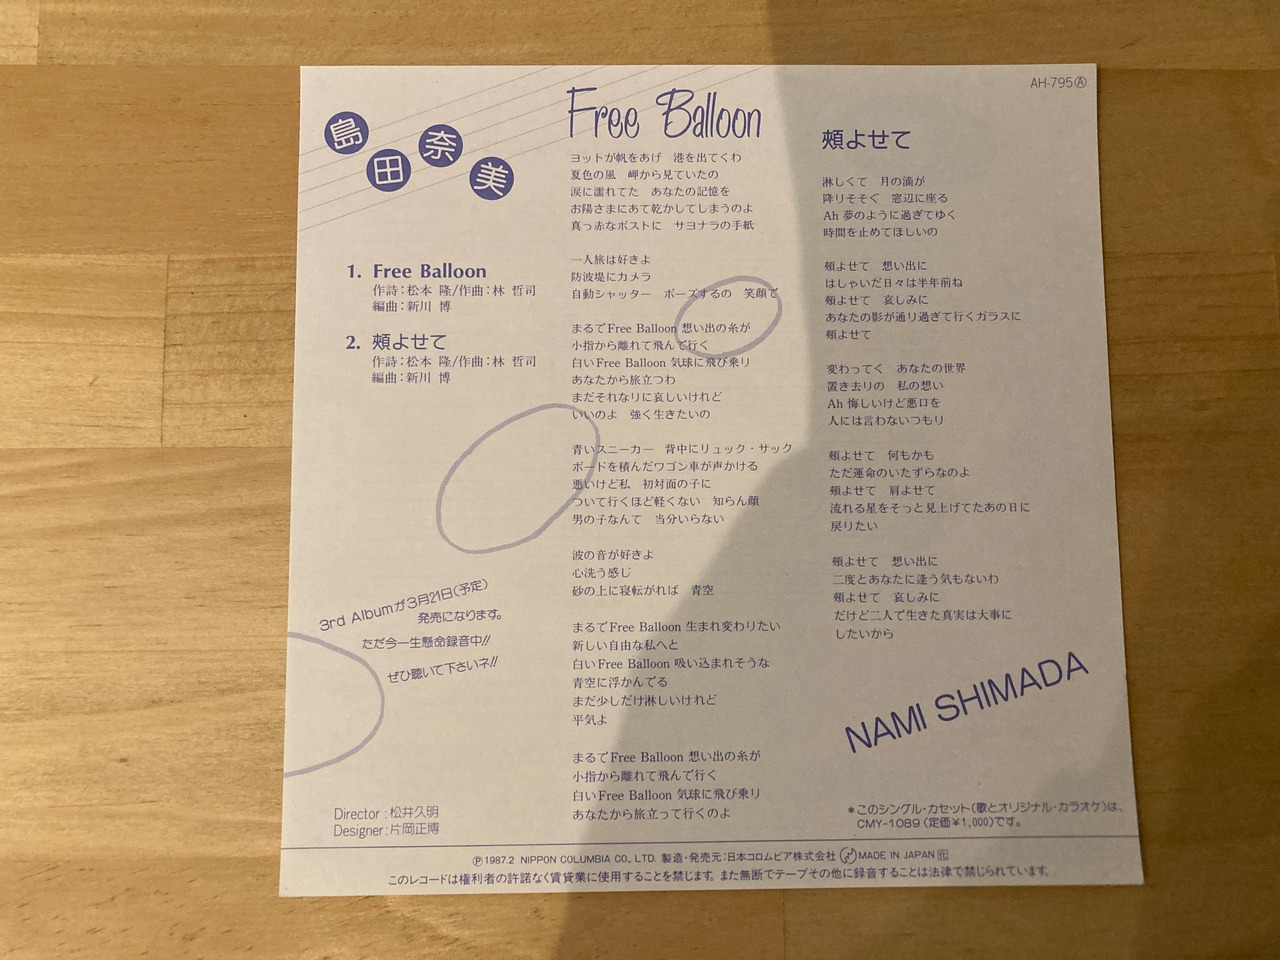 島田奈美
1. Free Balloon
作詩：松本 隆/作曲：林 哲司
編曲：新川 博
2. 頰よせて
作詩：松本 隆/作曲：林 哲司
編曲：新川 博
3rd Albumが3月21日(予定)
発売になります。
ただ今一生懸命録音中!!
ぜひ聴いて下さいネ!!
Director：松井久明
Designer：片岡正博
Free Balloon
ヨットが帆をあげ　港を出てくわ
夏色の風　岬から見ていたの
涙に濡れてた　あなたの記憶を
お陽さまにあて乾かしてしまうのよ
真っ赤なポストに　サヨナラの手紙
一人旅は好きよ
防波堤にカメラ
自動シャッター　ポーズするの　笑顔で
まるでFree Balloon 想い出の糸が
小指から離れて飛んで行く
白いFree Balloon 気球に飛び乗り
あなたから旅立つわ
まだそれなりに哀しいけれど
いいのよ　強く生きたいの
青いスニーカー　背中にリュック・サック
ボードを積んだワゴン車が声かける
悪いけど私　初対面の子に
ついて行くほど軽くない　知らん顔
男の子なんて　当分いらない
波の音が好きよ
心洗う感じ
砂の上に寝転がれば　青空
まるでFree Balloon 生まれ変わりたい
新しい自由な私へと
白いFree Balloon 吸い込まれそうな
青空に浮かんでる
まだ少しだけ淋しいけれど
平気よ
まるでFree Balloon 想い出の糸が
小指から離れて飛んで行く
白いFree Balloon 気球に飛び乗り
あなたから旅立って行くのよ
AH-795Ⓐ
頰よせて
淋しくて　月の滴が
降りそそぐ　窓辺に座る
Ah 夢のように過ぎてゆく
時間を止めてほしいの
頰よせて　想い出に
はしゃいだ日々は半年前ね
頰よせて　哀しみに
あなたの影が通り過ぎて行くガラスに
頰よせて
変わってく　あなたの世界
置き去りの　私の想い
Ah 悔しいけど悪口を
人には言わないつもり
頰よせて　何もかも
ただ運命のいたずらなのよ
頰よせて　肩よせて
流れる星をそっと見上げてたあの日に
戻りたい
頰よせて　想い出に
二度とあなたに逢う気もないわ
頰よせて　哀しみに
だけど二人で生きた真実は大事に
したいから
NAMI SHIMADA
＊このシングル・カセット(歌とオリジナル・カラオケ)は、
CMY-1089 (定価¥1,000)です。
Ⓟ1987.2 NIPPON COLUMBIA CO., LTD. 製造・発売元：日本コロムビア株式会社 MADE IN JAPAN
このレコードは権利者の許諾なく賃貸業に使用することを禁じます。また無断でテープその他に録音することは法律で禁じられています。